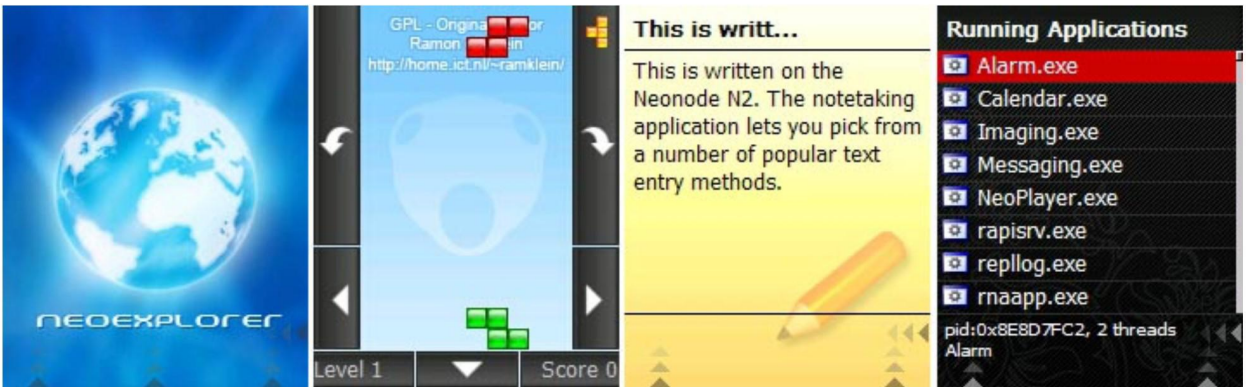 NEOEXPLORER
GPL - Origina or
Ramon ein
http://home.ict.nl/~ramklein/
Level 1
Score 0
This is writt...
This is written on the
Neonode N2. The notetaking
application lets you pick from
a number of popular text
entry methods.
Running Applications
Alarm.exe
Calendar.exe
Imaging.exe
Messaging.exe
NeoPlayer.exe
rapisrv.exe
repllog.exe
rnaapp.exe
pid:0x8E8D7FC2, 2 threads
Alarm